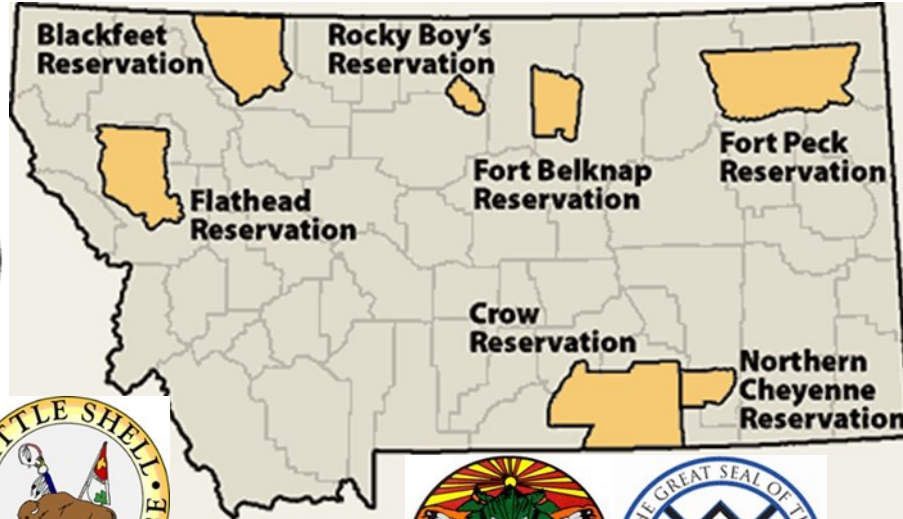 Blackfeet
Reservation
Rocky Boy's
Reservation
Fort Peck
Reservation
Fort Belknap
Reservation
Flathead
Reservation
Crow
Reservation
Northern
Cheyenne
Reservation
TTLE SHELL
THE GREAT SEAL OF